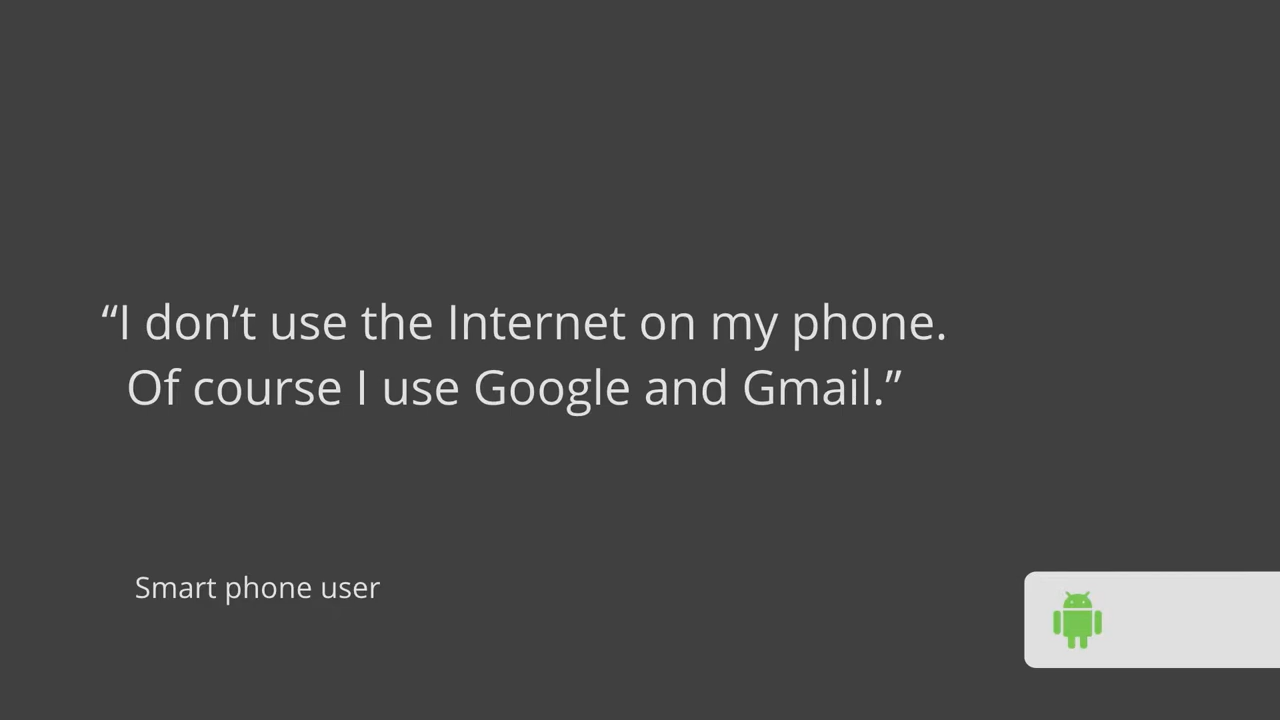 “I don’t use the Internet on my phone.
Of course I use Google and Gmail.”
Smart phone user